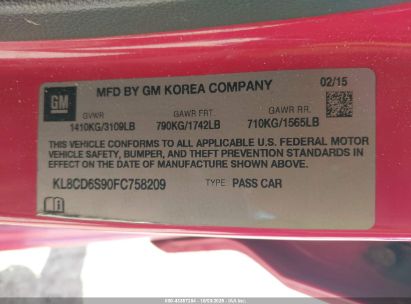 GM
MFD BY GM KOREA COMPANY
02/15
GVWR GAWR FRT. GAWR RR.
1410KG/3109LB 790KG/1742LB 710KG/1565LB
THIS VEHICLE CONFORMS TO ALL APPLICABLE U.S. FEDERAL MOTOR
VEHICLE SAFETY, BUMPER, AND THEFT PREVENTION STANDARDS IN
EFFECT ON THE DATE OF MANUFACTURE SHOWN ABOVE.
KL8CD6S90FC758209 TYPE: PASS CAR